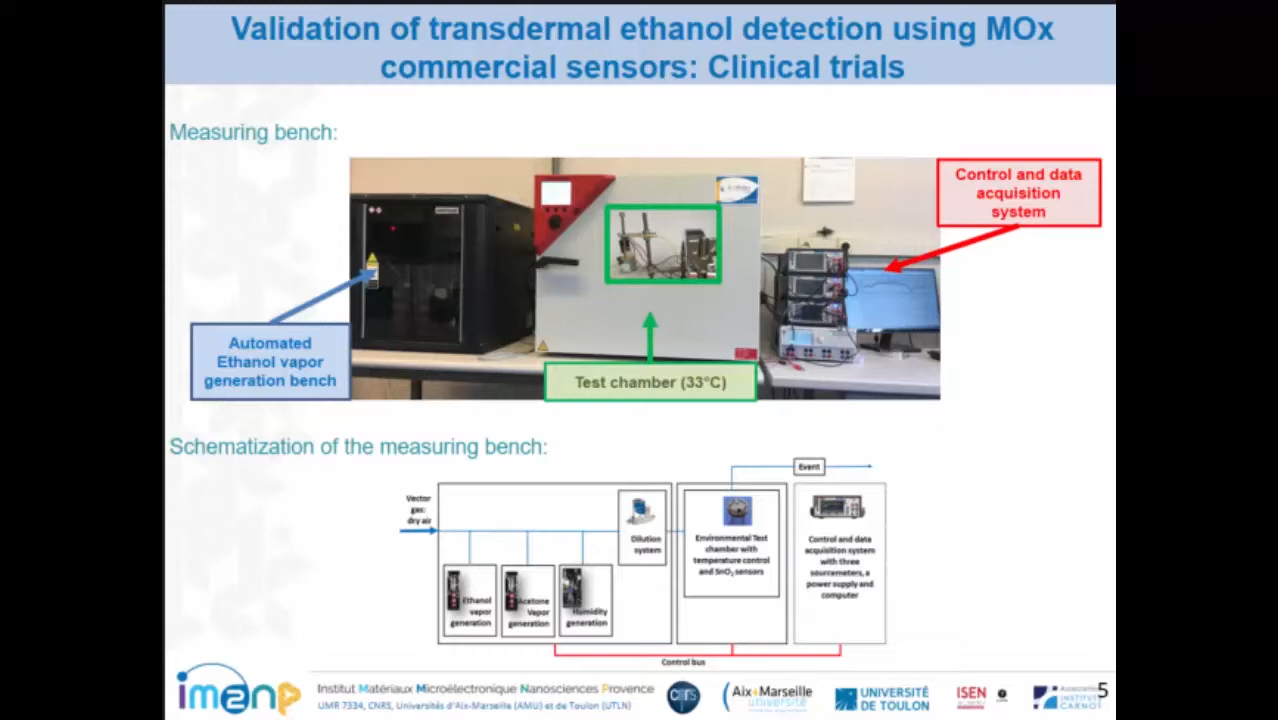 Validation of transdermal ethanol detection using MOx
commercial sensors: Clinical trials
Measuring bench:
Control and data
acquisition
system
Automated
Ethanol vapor
generation bench
Test chamber (33°C)
Schematization of the measuring bench:
Event
Vector
gas:
dry air
Dilution
system
Environmental Test
chamber with
temperature control
and SnO₂ sensors
Control and data
acquisition system
with three
sourcemeters, a
power supply and
computer
Ethanol
vapor
generation
Acetone
Vapor
generation
Humidity
generation
Control bus
im2np
Institut Matériaux Microélectronique Nanosciences Provence
UMR 7334, CNRS, Universités d'Aix-Marseille (AMU) et de Toulon (UTLN)
cnrs
Aix+Marseille
université
UNIVERSITÉ
DE TOULON
ISEN
INSTITUT
CARNOT
5